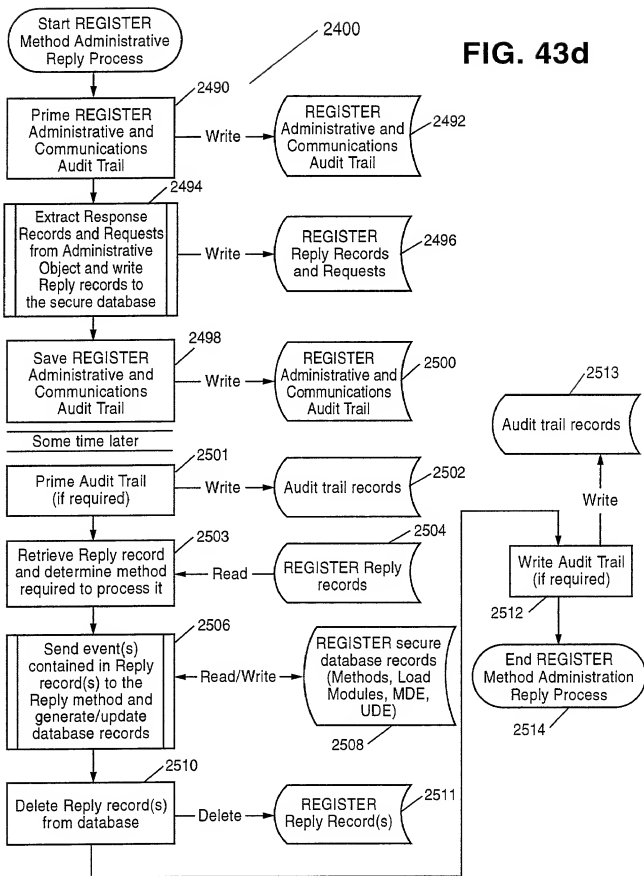 Start REGISTER
Method Administrative
Reply Process
2400
FIG. 43d
2490
Prime REGISTER
Administrative and
Communications
Audit Trail
Write
REGISTER
Administrative and
Communications
Audit Trail
2492
2494
Extract Response
Records and Requests
from Administrative
Object and write
Reply records to
the secure database
Write
REGISTER
Reply Records
and Requests
2496
2498
Save REGISTER
Administrative and
Communications
Audit Trail
Write
REGISTER
Administrative and
Communications
Audit Trail
2500
Some time later
2501
Prime Audit Trail
(if required)
Write
Audit trail records
2502
2503
Retrieve Reply record
and determine method
required to process it
Read
REGISTER Reply
records
2504
2506
Send event(s)
contained in Reply
record(s) to the
Reply method and
generate/update
database records
Read/Write
REGISTER secure
database records
(Methods, Load
Modules, MDE,
UDE)
2508
2510
Delete Reply record(s)
from database
Delete
REGISTER
Reply Record(s)
2511
2513
Audit trail records
Write
Write Audit Trail
(if required)
2512
End REGISTER
Method Administration
Reply Process
2514